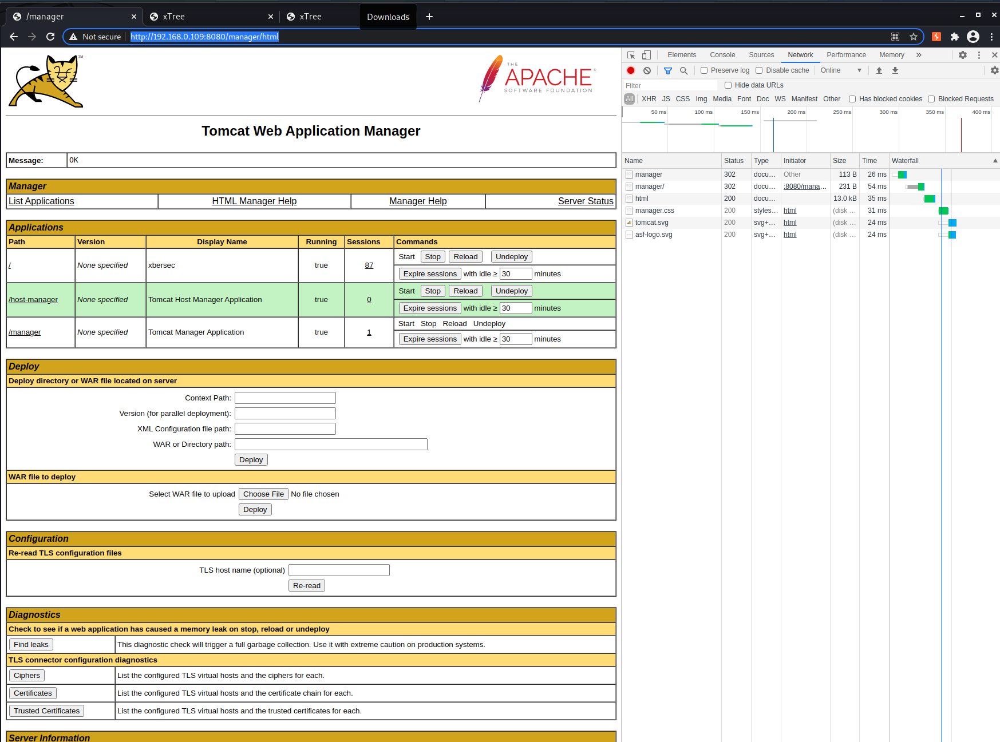 /manager
xTree
xTree
Downloads
Not secure
http://192.168.0.109:8080/manager/html
TM
THE
APACHE®
SOFTWARE FOUNDATION
Tomcat Web Application Manager
Message: OK
Manager
List Applications HTML Manager Help Manager Help Server Status
Applications
Path Version Display Name Running Sessions Commands
/ None specified xbersec true 87 Start Stop Reload Undeploy
Expire sessions with idle ≥ 30 minutes
/host-manager None specified Tomcat Host Manager Application true 0 Start Stop Reload Undeploy
Expire sessions with idle ≥ 30 minutes
/manager None specified Tomcat Manager Application true 1 Start Stop Reload Undeploy
Expire sessions with idle ≥ 30 minutes
Deploy
Deploy directory or WAR file located on server
Context Path:
Version (for parallel deployment):
XML Configuration file path:
WAR or Directory path:
Deploy
WAR file to deploy
Select WAR file to upload Choose File No file chosen
Deploy
Configuration
Re-read TLS configuration files
TLS host name (optional)
Re-read
Diagnostics
Check to see if a web application has caused a memory leak on stop, reload or undeploy
Find leaks This diagnostic check will trigger a full garbage collection. Use it with extreme caution on production systems.
TLS connector configuration diagnostics
Ciphers List the configured TLS virtual hosts and the ciphers for each.
Certificates List the configured TLS virtual hosts and the certificate chain for each.
Trusted Certificates List the configured TLS virtual hosts and the trusted certificates for each.
Server Information
Elements Console Sources Network Performance Memory »
Preserve log Disable cache Online
Filter Hide data URLs
All XHR JS CSS Img Media Font Doc WS Manifest Other Has blocked cookies Blocked Requests
50 ms 100 ms 150 ms 200 ms 250 ms 300 ms 350 ms 400 ms
Name Status Type Initiator Size Time Waterfall
manager 302 docu… Other 113 B 26 ms
manager/ 302 docu… :8080/mana… 231 B 54 ms
html 200 docu… 13.0 kB 35 ms
manager.css 200 styles… html (disk … 31 ms
tomcat.svg 200 svg+… html (disk … 24 ms
asf-logo.svg 200 svg+… html (disk … 24 ms